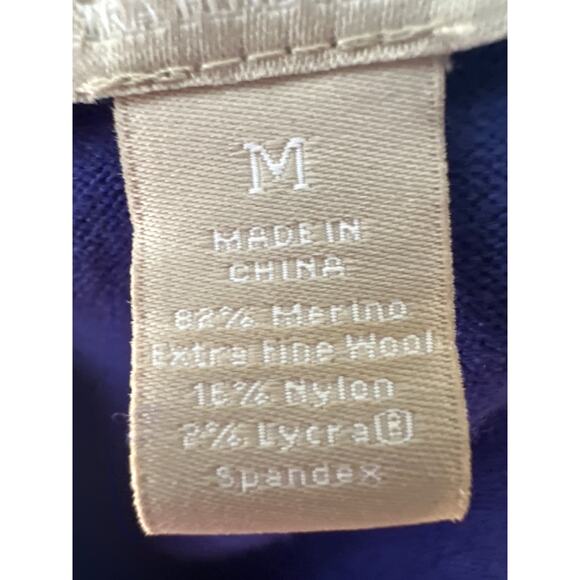 M
MADE IN
CHINA
82% Merino
Extra Fine Wool
16% Nylon
2% Lycra®
Spandex